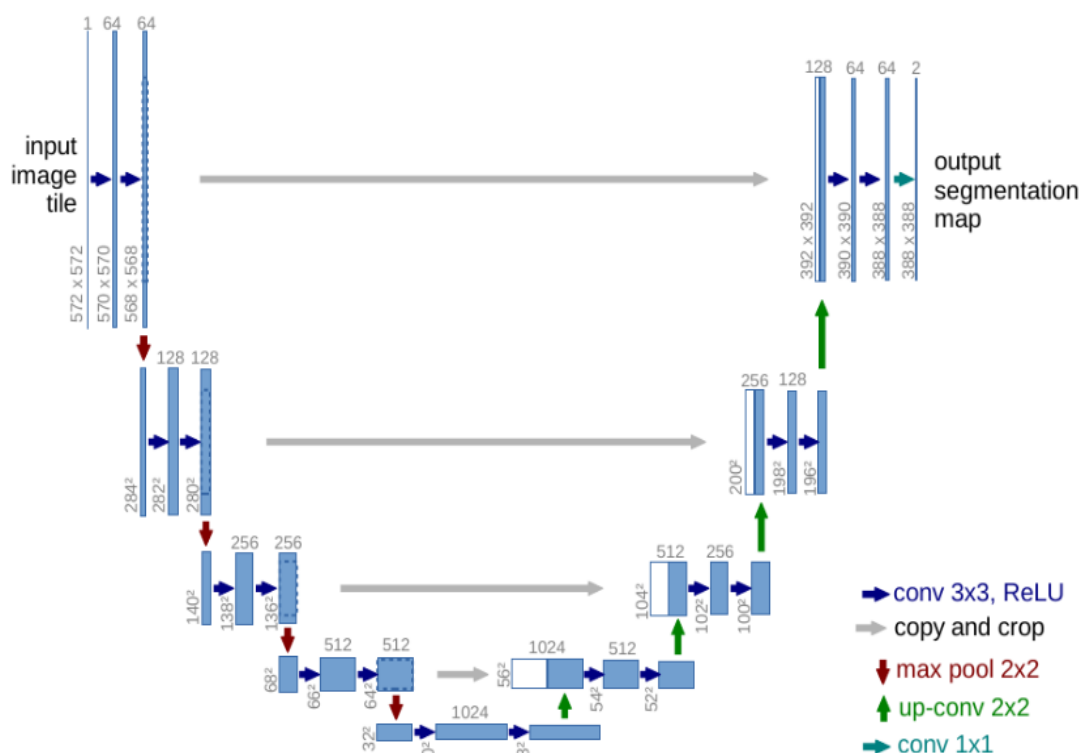 1 64 64
input
image
tile
572 x 572
570 x 570
568 x 568
128 64 64 2
output
segmentation
map
392 x 392
390 x 390
388 x 388
388 x 388
128 128
284²
282²
280²
256 128
200²
198²
196²
256 256
140²
138²
136²
512 256
104²
102²
100²
512 512
68²
66²
64²
1024 512
56²
54²
52²
1024
32²
conv 3x3, ReLU
copy and crop
max pool 2x2
up-conv 2x2
conv 1x1